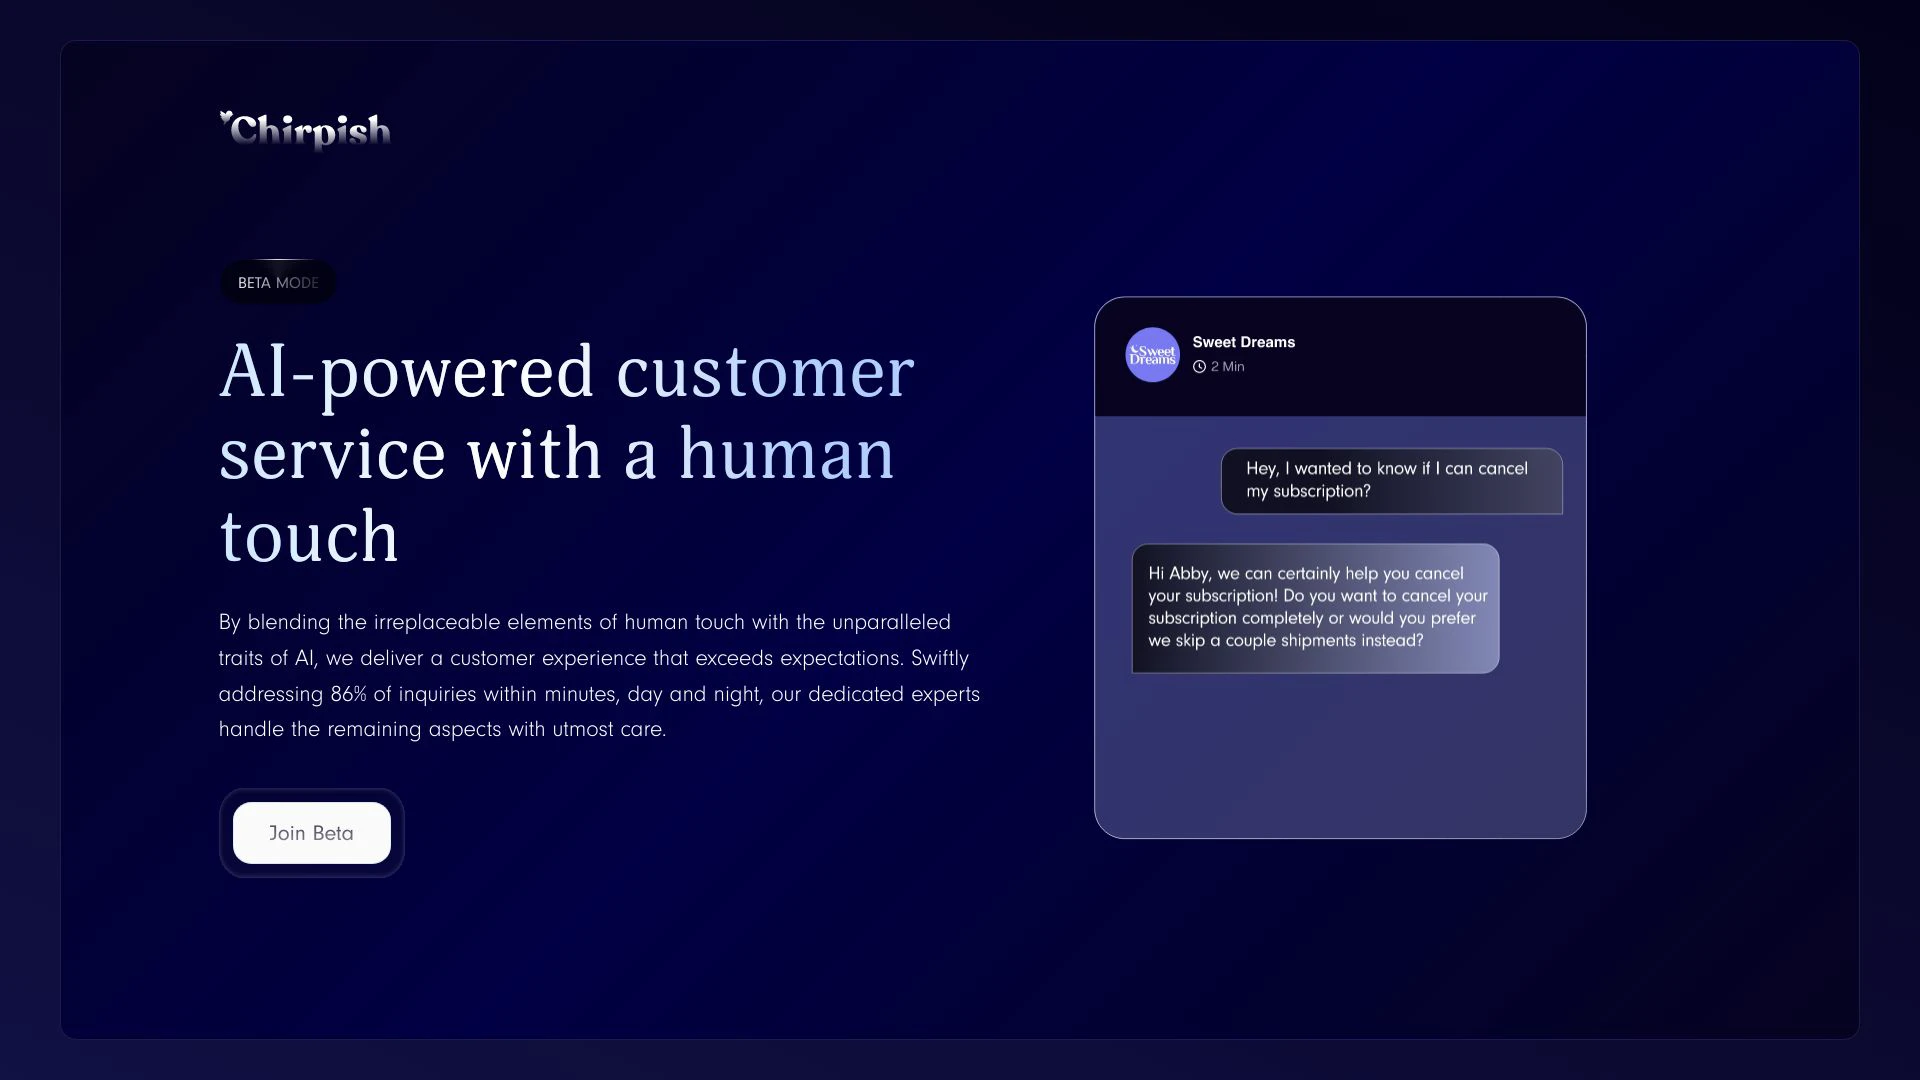 Chirpish
BETA MODE
AI-powered customer
service with a human
touch
By blending the irreplaceable elements of human touch with the unparalleled
traits of AI, we deliver a customer experience that exceeds expectations. Swiftly
addressing 86% of inquiries within minutes, day and night, our dedicated experts
handle the remaining aspects with utmost care.
Join Beta
Sweet
Dreams
Sweet Dreams
2 Min
Hey, I wanted to know if I can cancel
my subscription?
Hi Abby, we can certainly help you cancel
your subscription! Do you want to cancel your
subscription completely or would you prefer
we skip a couple shipments instead?